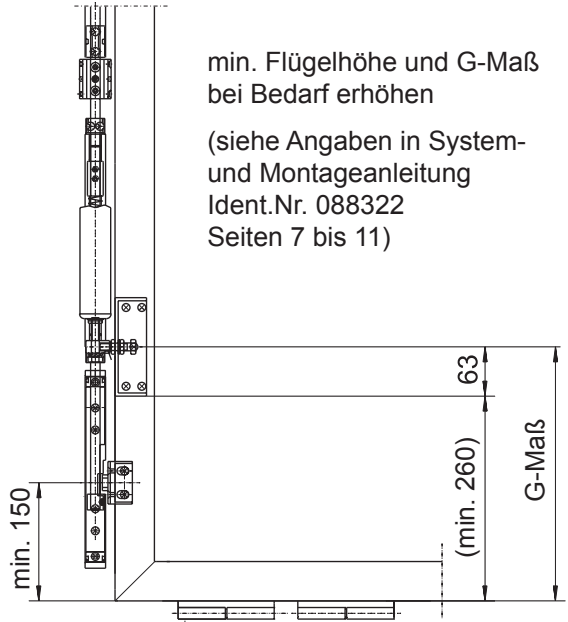 min. Flügelhöhe und G-Maß
bei Bedarf erhöhen
(siehe Angaben in System-
und Montageanleitung
Ident.Nr. 088322
Seiten 7 bis 11)
63
(min. 260)
G-Maß
min. 150